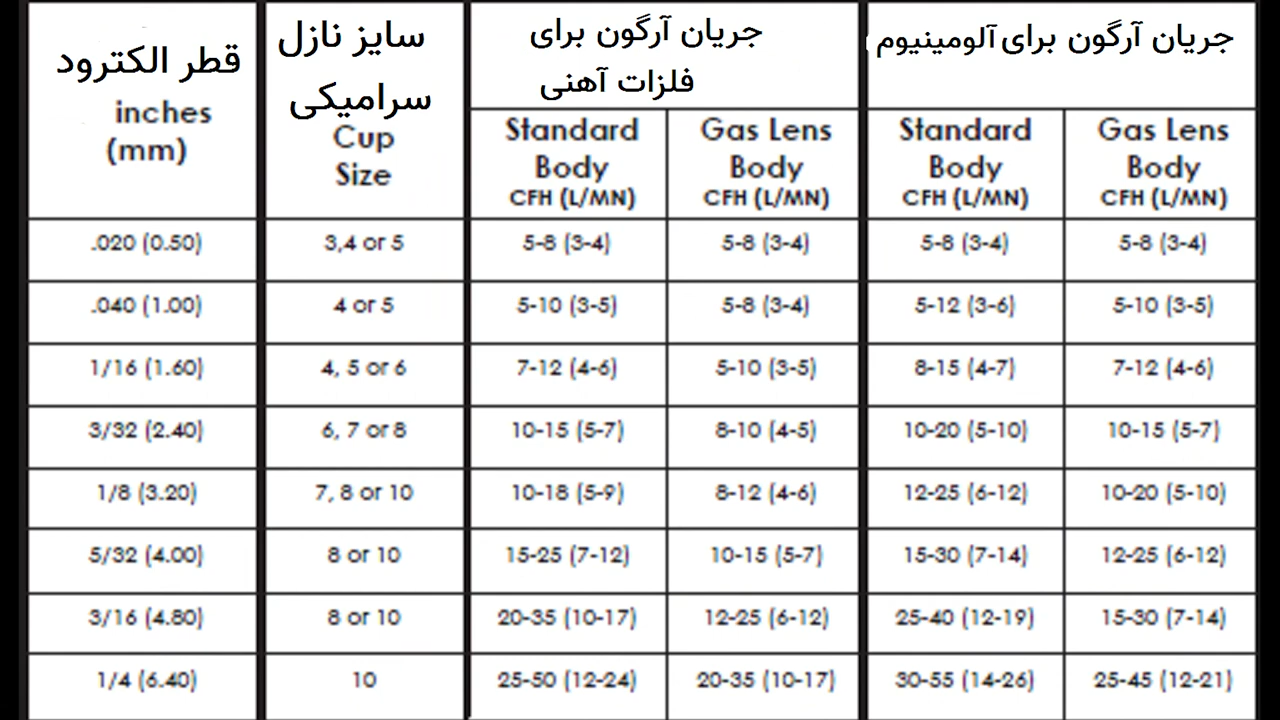 قطر الکترود
inches
(mm)
سایز نازل
سرامیکی
Cup
Size
جریان آرگون برای
فلزات آهنی
جریان آرگون برای آلومینیوم
Standard
Body
CFH (L/MN)
Gas Lens
Body
CFH (L/MN)
Standard
Body
CFH (L/MN)
Gas Lens
Body
CFH (L/MN)
.020 (0.50) 3,4 or 5 5-8 (3-4) 5-8 (3-4) 5-8 (3-4) 5-8 (3-4)
.040 (1.00) 4 or 5 5-10 (3-5) 5-8 (3-4) 5-12 (3-6) 5-10 (3-5)
1/16 (1.60) 4, 5 or 6 7-12 (4-6) 5-10 (3-5) 8-15 (4-7) 7-12 (4-6)
3/32 (2.40) 6, 7 or 8 10-15 (5-7) 8-10 (4-5) 10-20 (5-10) 10-15 (5-7)
1/8 (3.20) 7, 8 or 10 10-18 (5-9) 8-12 (4-6) 12-25 (6-12) 10-20 (5-10)
5/32 (4.00) 8 or 10 15-25 (7-12) 10-15 (5-7) 15-30 (7-14) 12-25 (6-12)
3/16 (4.80) 8 or 10 20-35 (10-17) 12-25 (6-12) 25-40 (12-19) 15-30 (7-14)
1/4 (6.40) 10 25-50 (12-24) 20-35 (10-17) 30-55 (14-26) 25-45 (12-21)